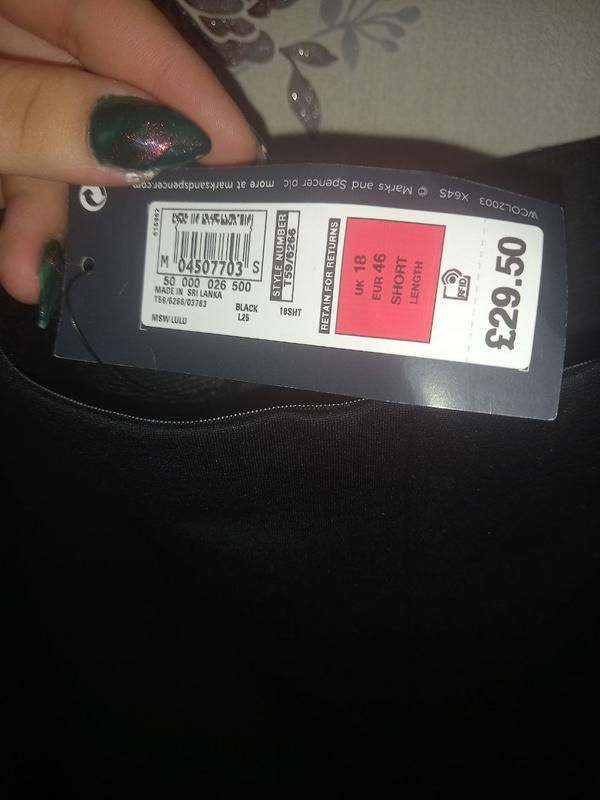 WCOL2003 X64S © Marks and Spencer plc more at marksandspencer.com
M 04507703 S
50 000 026 500
MADE IN SRI LANKA
T59/6266/03763
BLACK
L25
18SHT
MSW LULU
STYLE NUMBER
T59/6266
RETAIN FOR RETURNS
UK 18
EUR 46
SHORT
LENGTH
RFID
£29.50